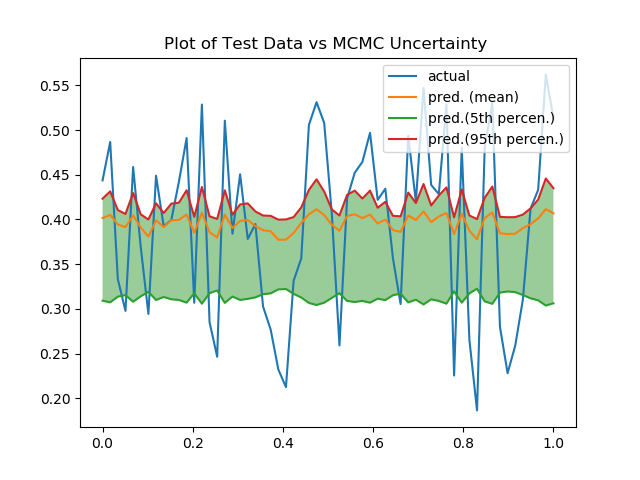 Plot of Test Data vs MCMC Uncertainty
actual
pred. (mean)
pred.(5th percen.)
pred.(95th percen.)
0.55
0.50
0.45
0.40
0.35
0.30
0.25
0.20
0.0 0.2 0.4 0.6 0.8 1.0